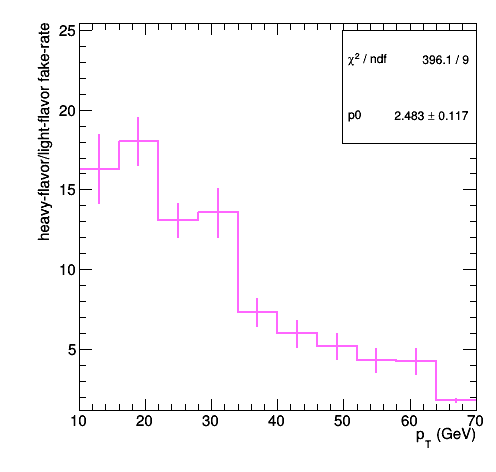 heavy-flavor/light-flavor fake-rate
25
20
15
10
5
χ² / ndf 396.1 / 9
p0 2.483 ± 0.117
10 20 30 40 50 60 70
p_T (GeV)